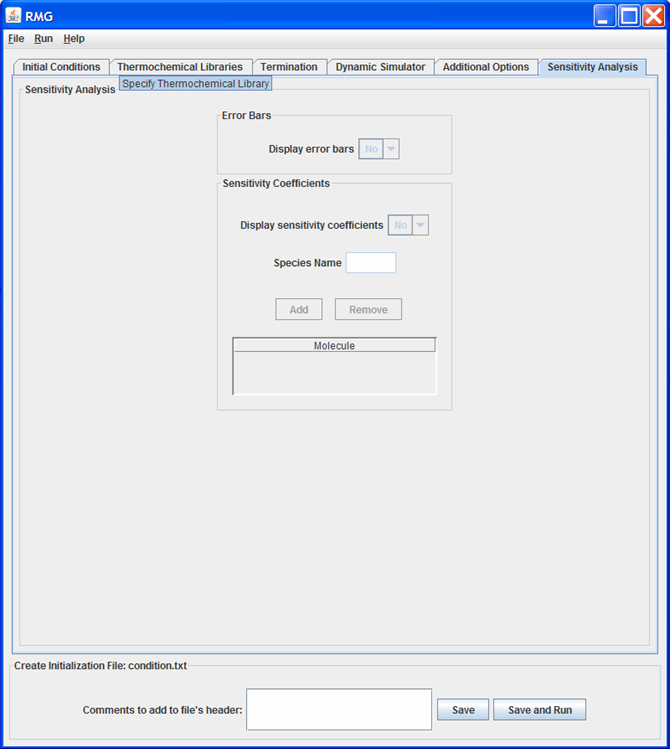 RMG
File Run Help
Initial Conditions Thermochemical Libraries Termination Dynamic Simulator Additional Options Sensitivity Analysis
Specify Thermochemical Library
Sensitivity Analysis
Error Bars
Display error bars No
Sensitivity Coefficients
Display sensitivity coefficients No
Species Name
Add Remove
Molecule
Create Initialization File: condition.txt
Comments to add to file's header: Save Save and Run